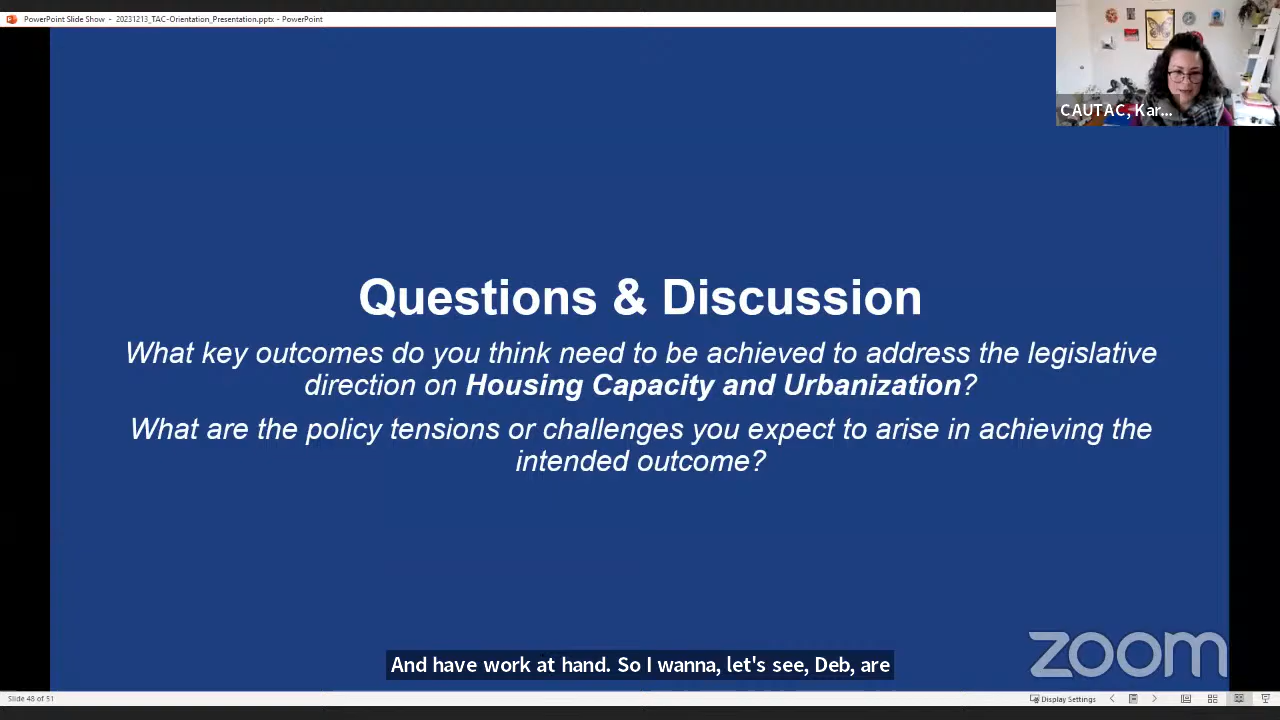 PowerPoint Slide Show - 20231213_TAC-Orientation_Presentation.pptx - PowerPoint
CAUTAC, Kar...
Questions & Discussion
What key outcomes do you think need to be achieved to address the legislative
direction on Housing Capacity and Urbanization?
What are the policy tensions or challenges you expect to arise in achieving the
intended outcome?
And have work at hand. So I wanna, let's see, Deb, are
zoom
Slide 48 of 51
Display Settings